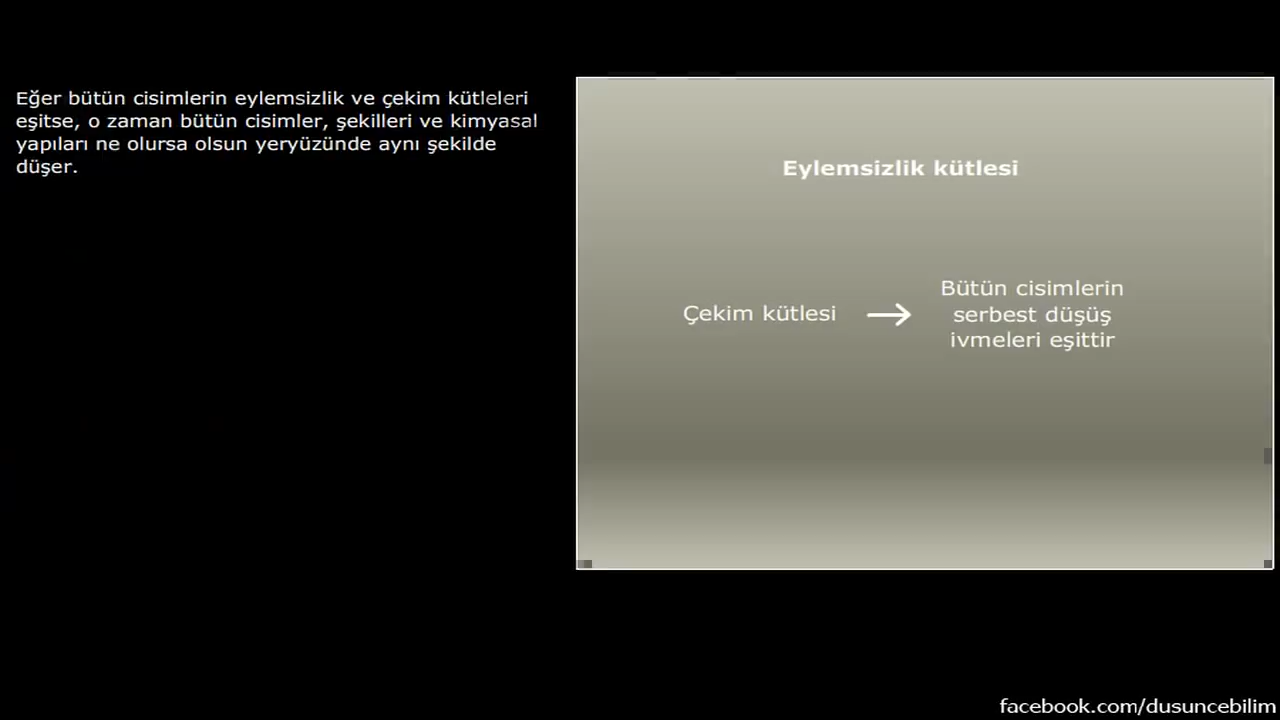 Eğer bütün cisimlerin eylemsizlik ve çekim kütleleri
eşitse, o zaman bütün cisimler, şekilleri ve kimyasal
yapıları ne olursa olsun yeryüzünde aynı şekilde
düşer.
Eylemsizlik kütlesi
Çekim kütlesi →
Bütün cisimlerin
serbest düşüş
ivmeleri eşittir
facebook.com/dusuncebilim